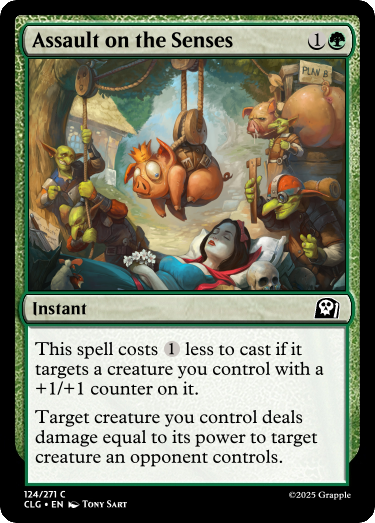 Assault on the Senses 1
PLAN B
Instant
This spell costs 1 less to cast if it
targets a creature you control with a
+1/+1 counter on it.
Target creature you control deals
damage equal to its power to target
creature an opponent controls.
124/271 C
CLG • EN Tony Sart
©2025 Grapple